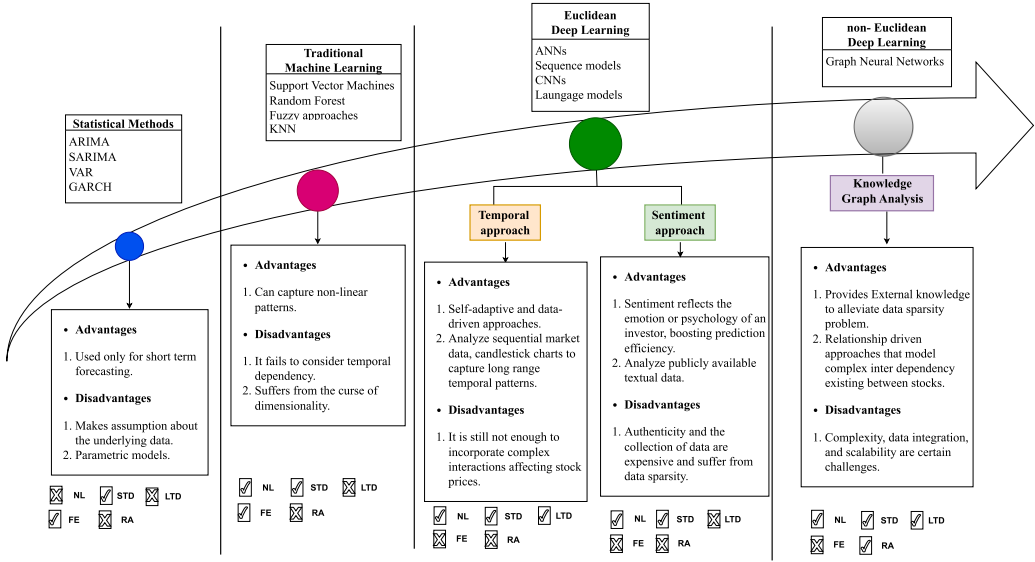 Statistical Methods
ARIMA
SARIMA
VAR
GARCH
• Advantages
1. Used only for short term
forecasting.
• Disadvantages
1. Makes assumption about
the underlying data.
2. Parametric models.
NL STD LTD
FE RA
Traditional
Machine Learning
Support Vector Machines
Random Forest
Fuzzy approaches
KNN
• Advantages
1. Can capture non-linear
patterns.
• Disadvantages
1. It fails to consider temporal
dependency.
2. Suffers from the curse of
dimensionality.
NL STD LTD
FE RA
Euclidean
Deep Learning
ANNs
Sequence models
CNNs
Laungage models
Temporal
approach
• Advantages
1. Self-adaptive and data-
driven approaches.
2. Analyze sequential market
data, candlestick charts to
capture long range
temporal patterns.
• Disadvantages
1. It is still not enough to
incorporate complex
interactions affecting stock
prices.
NL STD LTD
FE RA
Sentiment
approach
• Advantages
1. Sentiment reflects the
emotion or psychology of an
investor, boosting prediction
efficiency.
2. Analyze publicly available
textual data.
• Disadvantages
1. Authenticity and the
collection of data are
expensive and suffer from
data sparsity.
NL STD LTD
FE RA
non- Euclidean
Deep Learning
Graph Neural Networks
Knowledge
Graph Analysis
• Advantages
1. Provides External knowledge
to alleviate data sparsity
problem.
2. Relationship driven
approaches that model
complex inter dependency
existing between stocks.
• Disadvantages
1. Complexity, data integration,
and scalability are certain
challenges.
NL STD LTD
FE RA